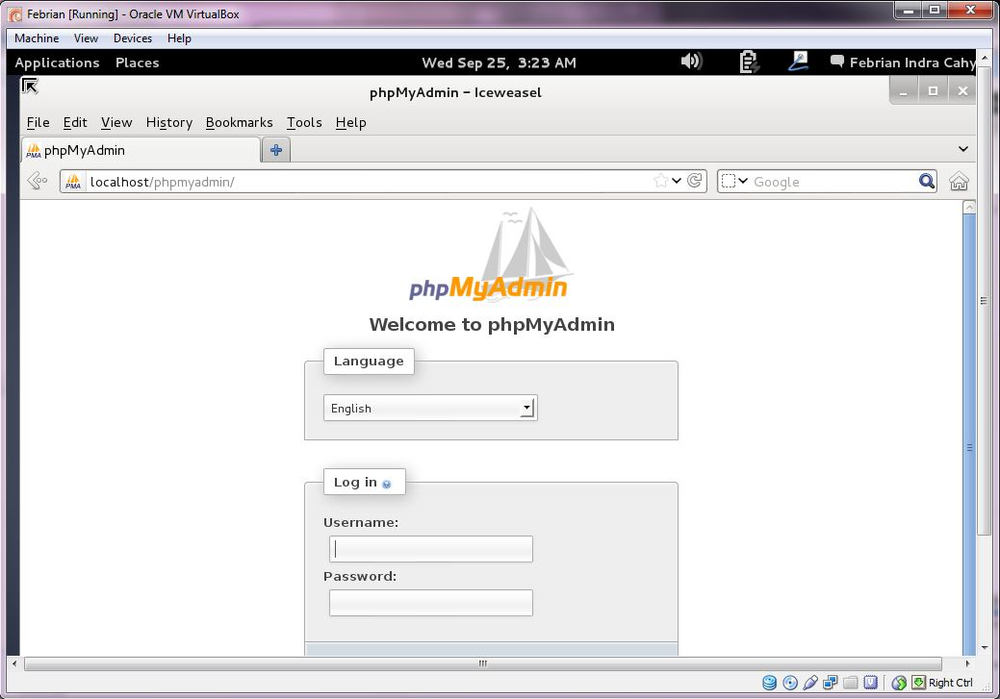 Febrian [Running] - Oracle VM VirtualBox
Machine View Devices Help
Applications Places Wed Sep 25, 3:23 AM Febrian Indra Cahy
phpMyAdmin - Iceweasel
File Edit View History Bookmarks Tools Help
PMA phpMyAdmin
PMA localhost/phpmyadmin/ Google
phpMyAdmin
Welcome to phpMyAdmin
Language
English
Log in
Username:
Password:
Right Ctrl